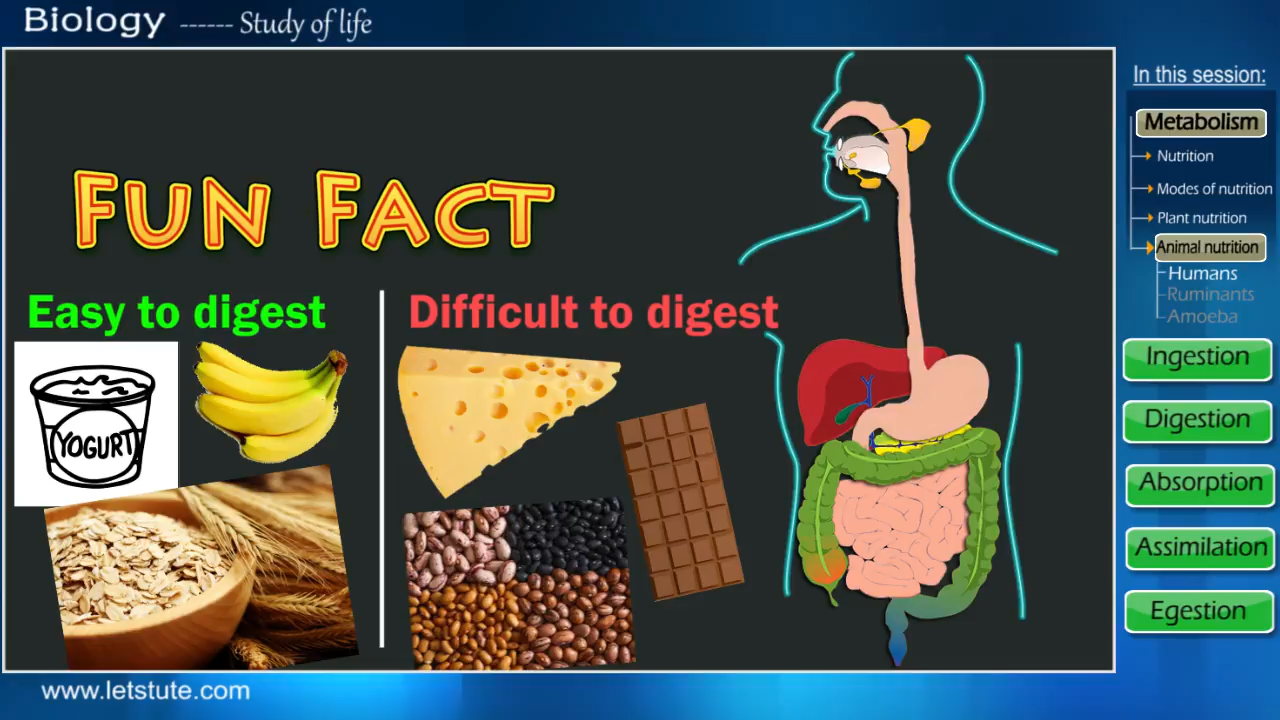 Biology ------ Study of life
In this session:
Metabolism
Nutrition
Modes of nutrition
Plant nutrition
Animal nutrition
Humans
Ruminants
Amoeba
Ingestion
Digestion
Absorption
Assimilation
Egestion
FUN FACT
Easy to digest
Difficult to digest
YOGURT
www.letstute.com